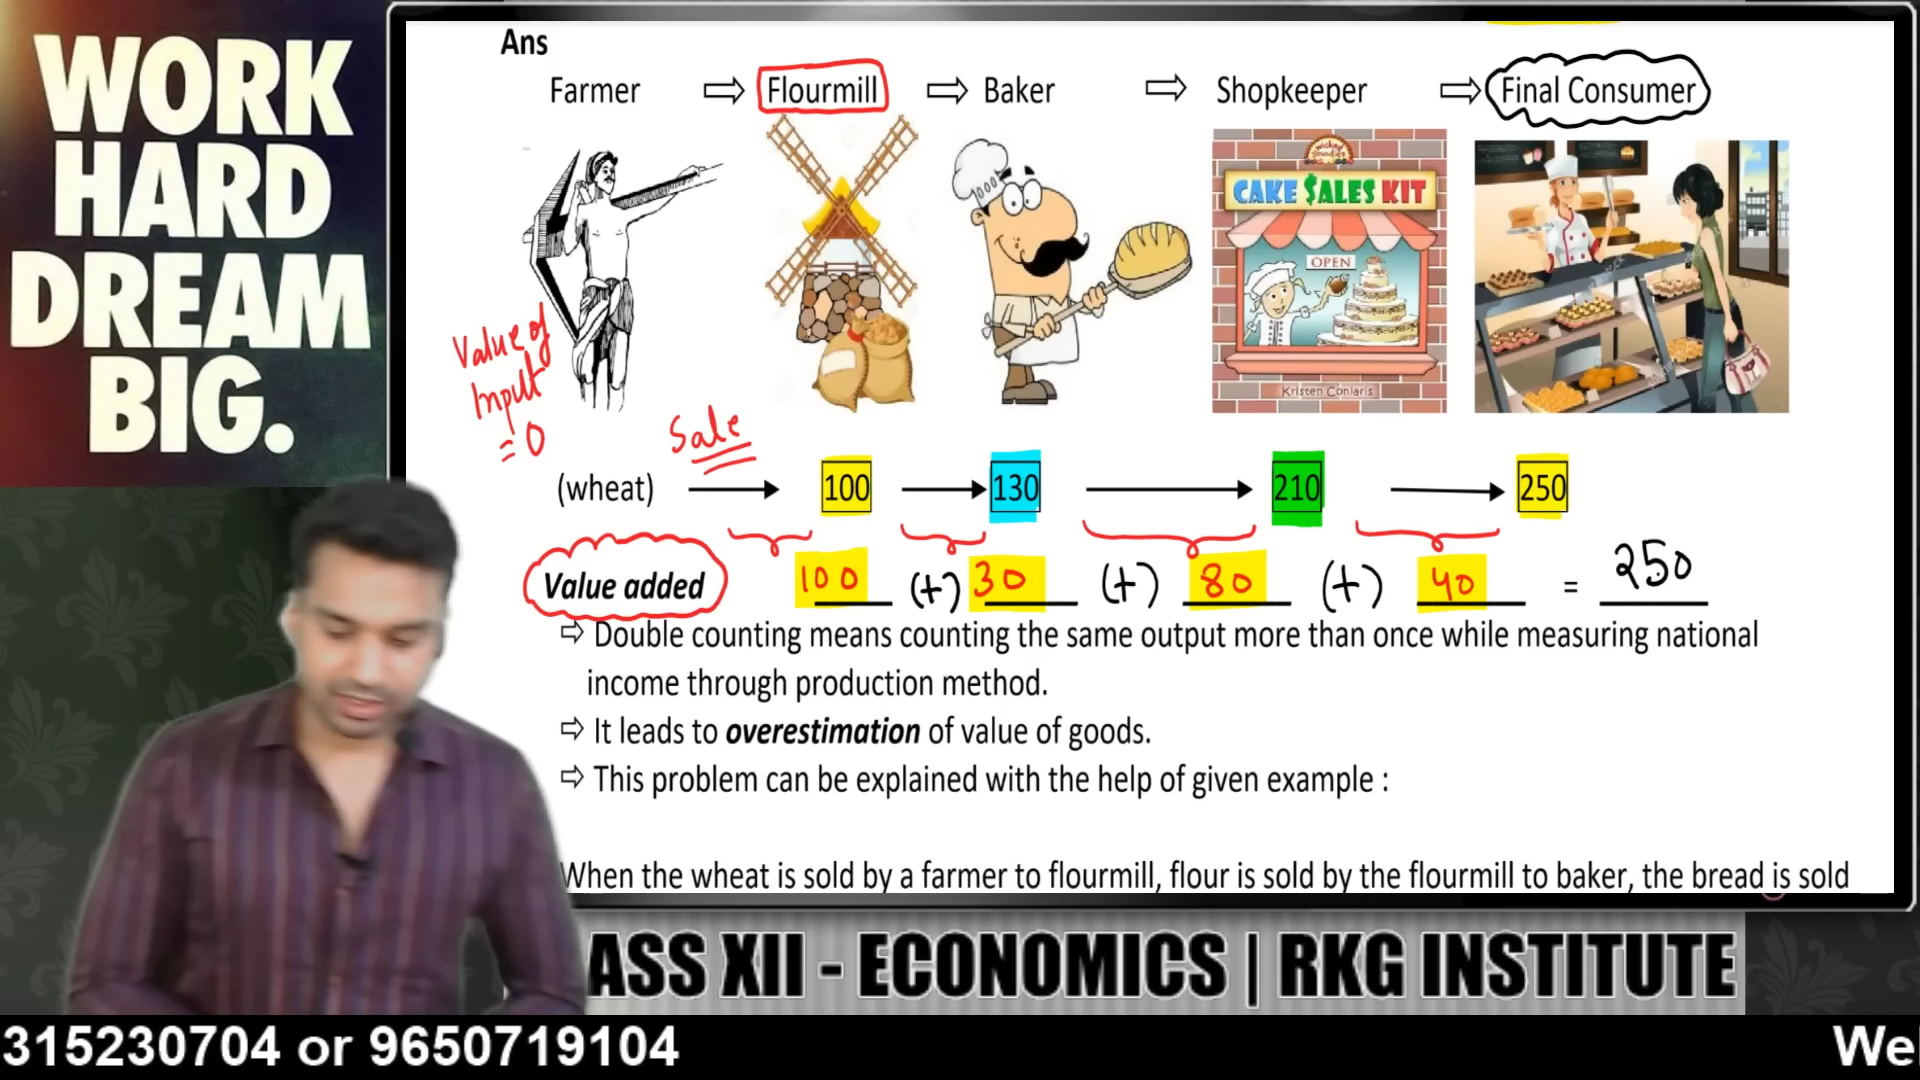 WORK
HARD
DREAM
BIG.
Ans
Farmer ⇨ Flourmill ⇨ Baker ⇨ Shopkeeper ⇨ Final Consumer
CAKE $ALES KIT
OPEN
Kristen Coniaris
Value of
Input
= 0
Sale
(wheat) → 100 → 130 → 210 → 250
Value added 100 (+) 30 (+) 80 (+) 40 = 250
⇨ Double counting means counting the same output more than once while measuring national
income through production method.
⇨ It leads to overestimation of value of goods.
⇨ This problem can be explained with the help of given example :
When the wheat is sold by a farmer to flourmill, flour is sold by the flourmill to baker, the bread is sold
ASS XII - ECONOMICS | RKG INSTITUTE
315230704 or 9650719104
We